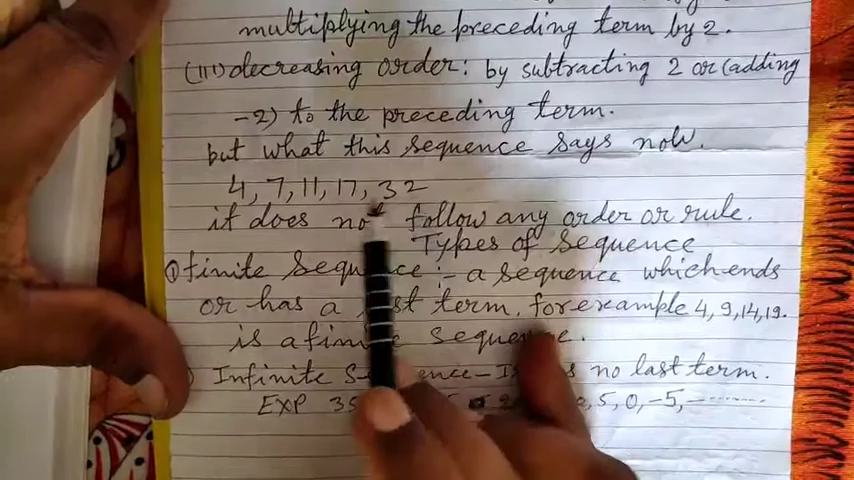 multiplying the preceding term by 2.
(III) decreasing order: by subtracting 2 or (adding
-2) to the preceding term.
but what this sequence says now.
4, 7, 11, 17, 32
it does not follow any order or rule.
Types of Sequence
① finite Sequence :- a sequence which ends
or has a last term. for example 4, 9, 14, 19.
is a finite sequence.
Infinite Sequence - It has no last term.
EXP 35 5, 0, -5, --------